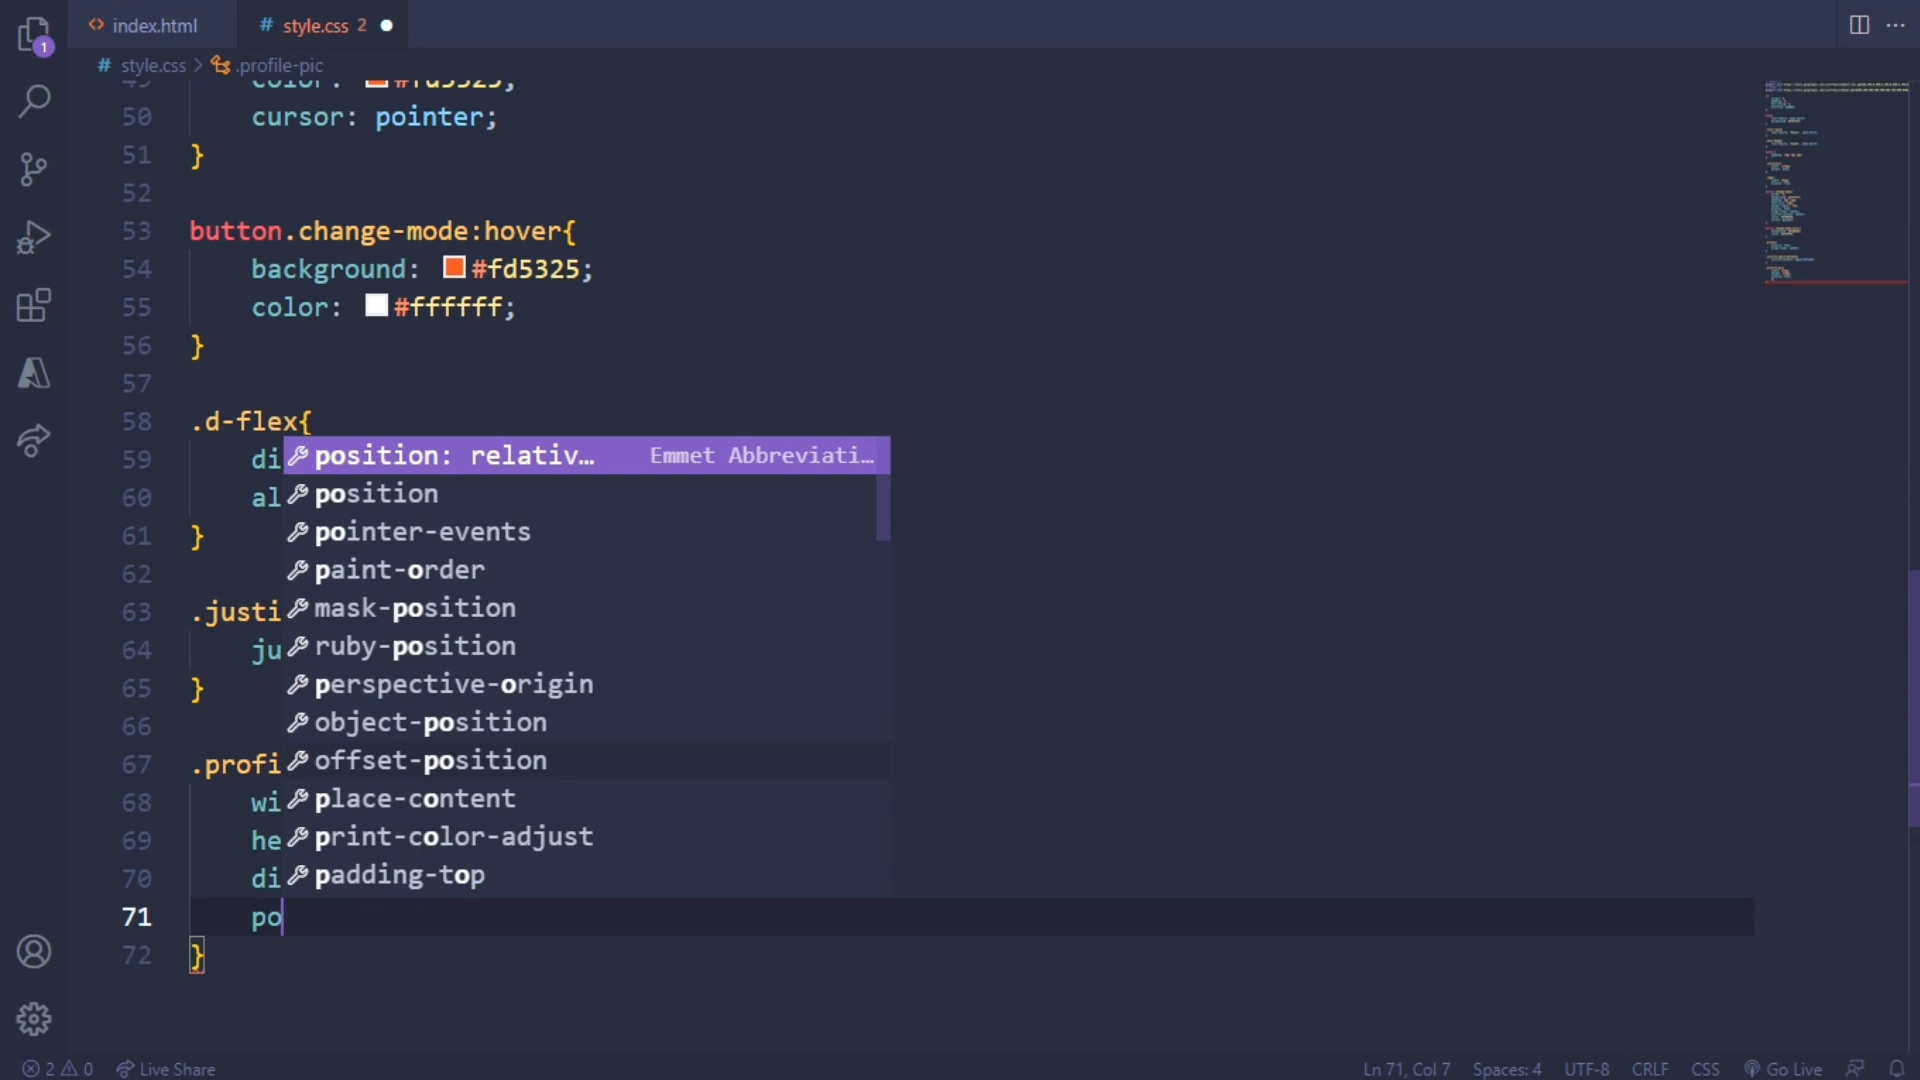 index.html
style.css 2
1
style.css
.profile-pic
49 color: #fd5325;
50 cursor: pointer;
51 }
52
53 button.change-mode:hover{
54 background: #fd5325;
55 color: #ffffff;
56 }
57
58 .d-flex{
59 di
position: relativ… Emmet Abbreviati…
60 al
position
pointer-events
61 }
paint-order
62
mask-position
63 .justi
ruby-position
64 ju
perspective-origin
65 }
object-position
66
offset-position
67 .profi
place-content
68 wi
print-color-adjust
69 he
padding-top
70 di
71 po
72 }
2 0 Live Share Ln 71, Col 7 Spaces: 4 UTF-8 CRLF CSS Go Live